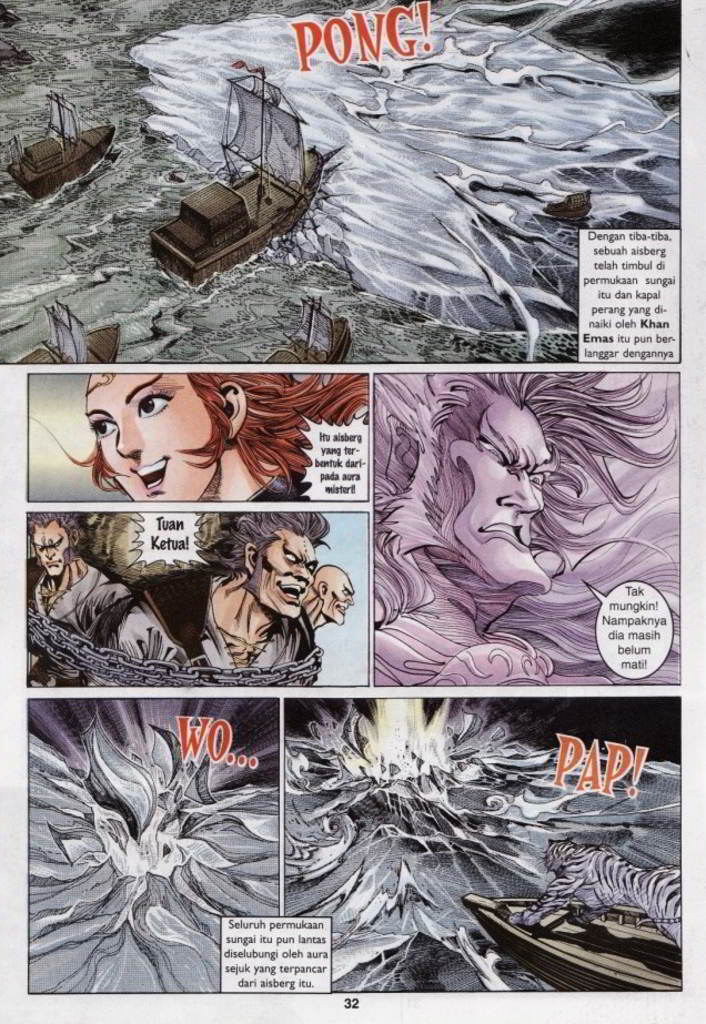 PONG!
Dengan tiba-tiba,
sebuah aisberg
telah timbul di
permukaan sungai
itu dan kapal
perang yang di-
naiki oleh Khan
Emas itu pun ber-
langgar dengannya
Itu aisberg
yang ter-
bentuk dari-
pada aura
misteri!
Tuan
Ketua!
Tak
mungkin!
Nampaknya
dia masih
belum
mati!
WO...
Seluruh permukaan
sungai itu pun lantas
diselubungi oleh aura
sejuk yang terpancar
dari aisberg itu.
PAP!
32